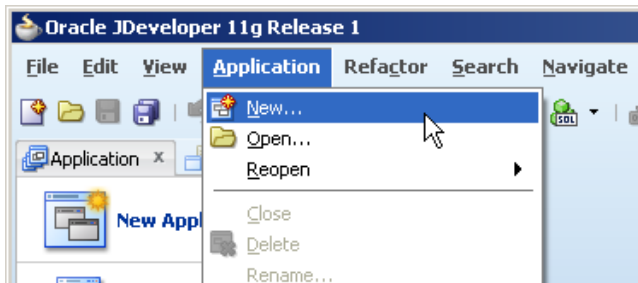 Oracle JDeveloper 11g Release 1
File Edit View Application Refactor Search Navigate
New...
SQL
Open...
Application x
Reopen
New Appl
Close
Delete
Rename...